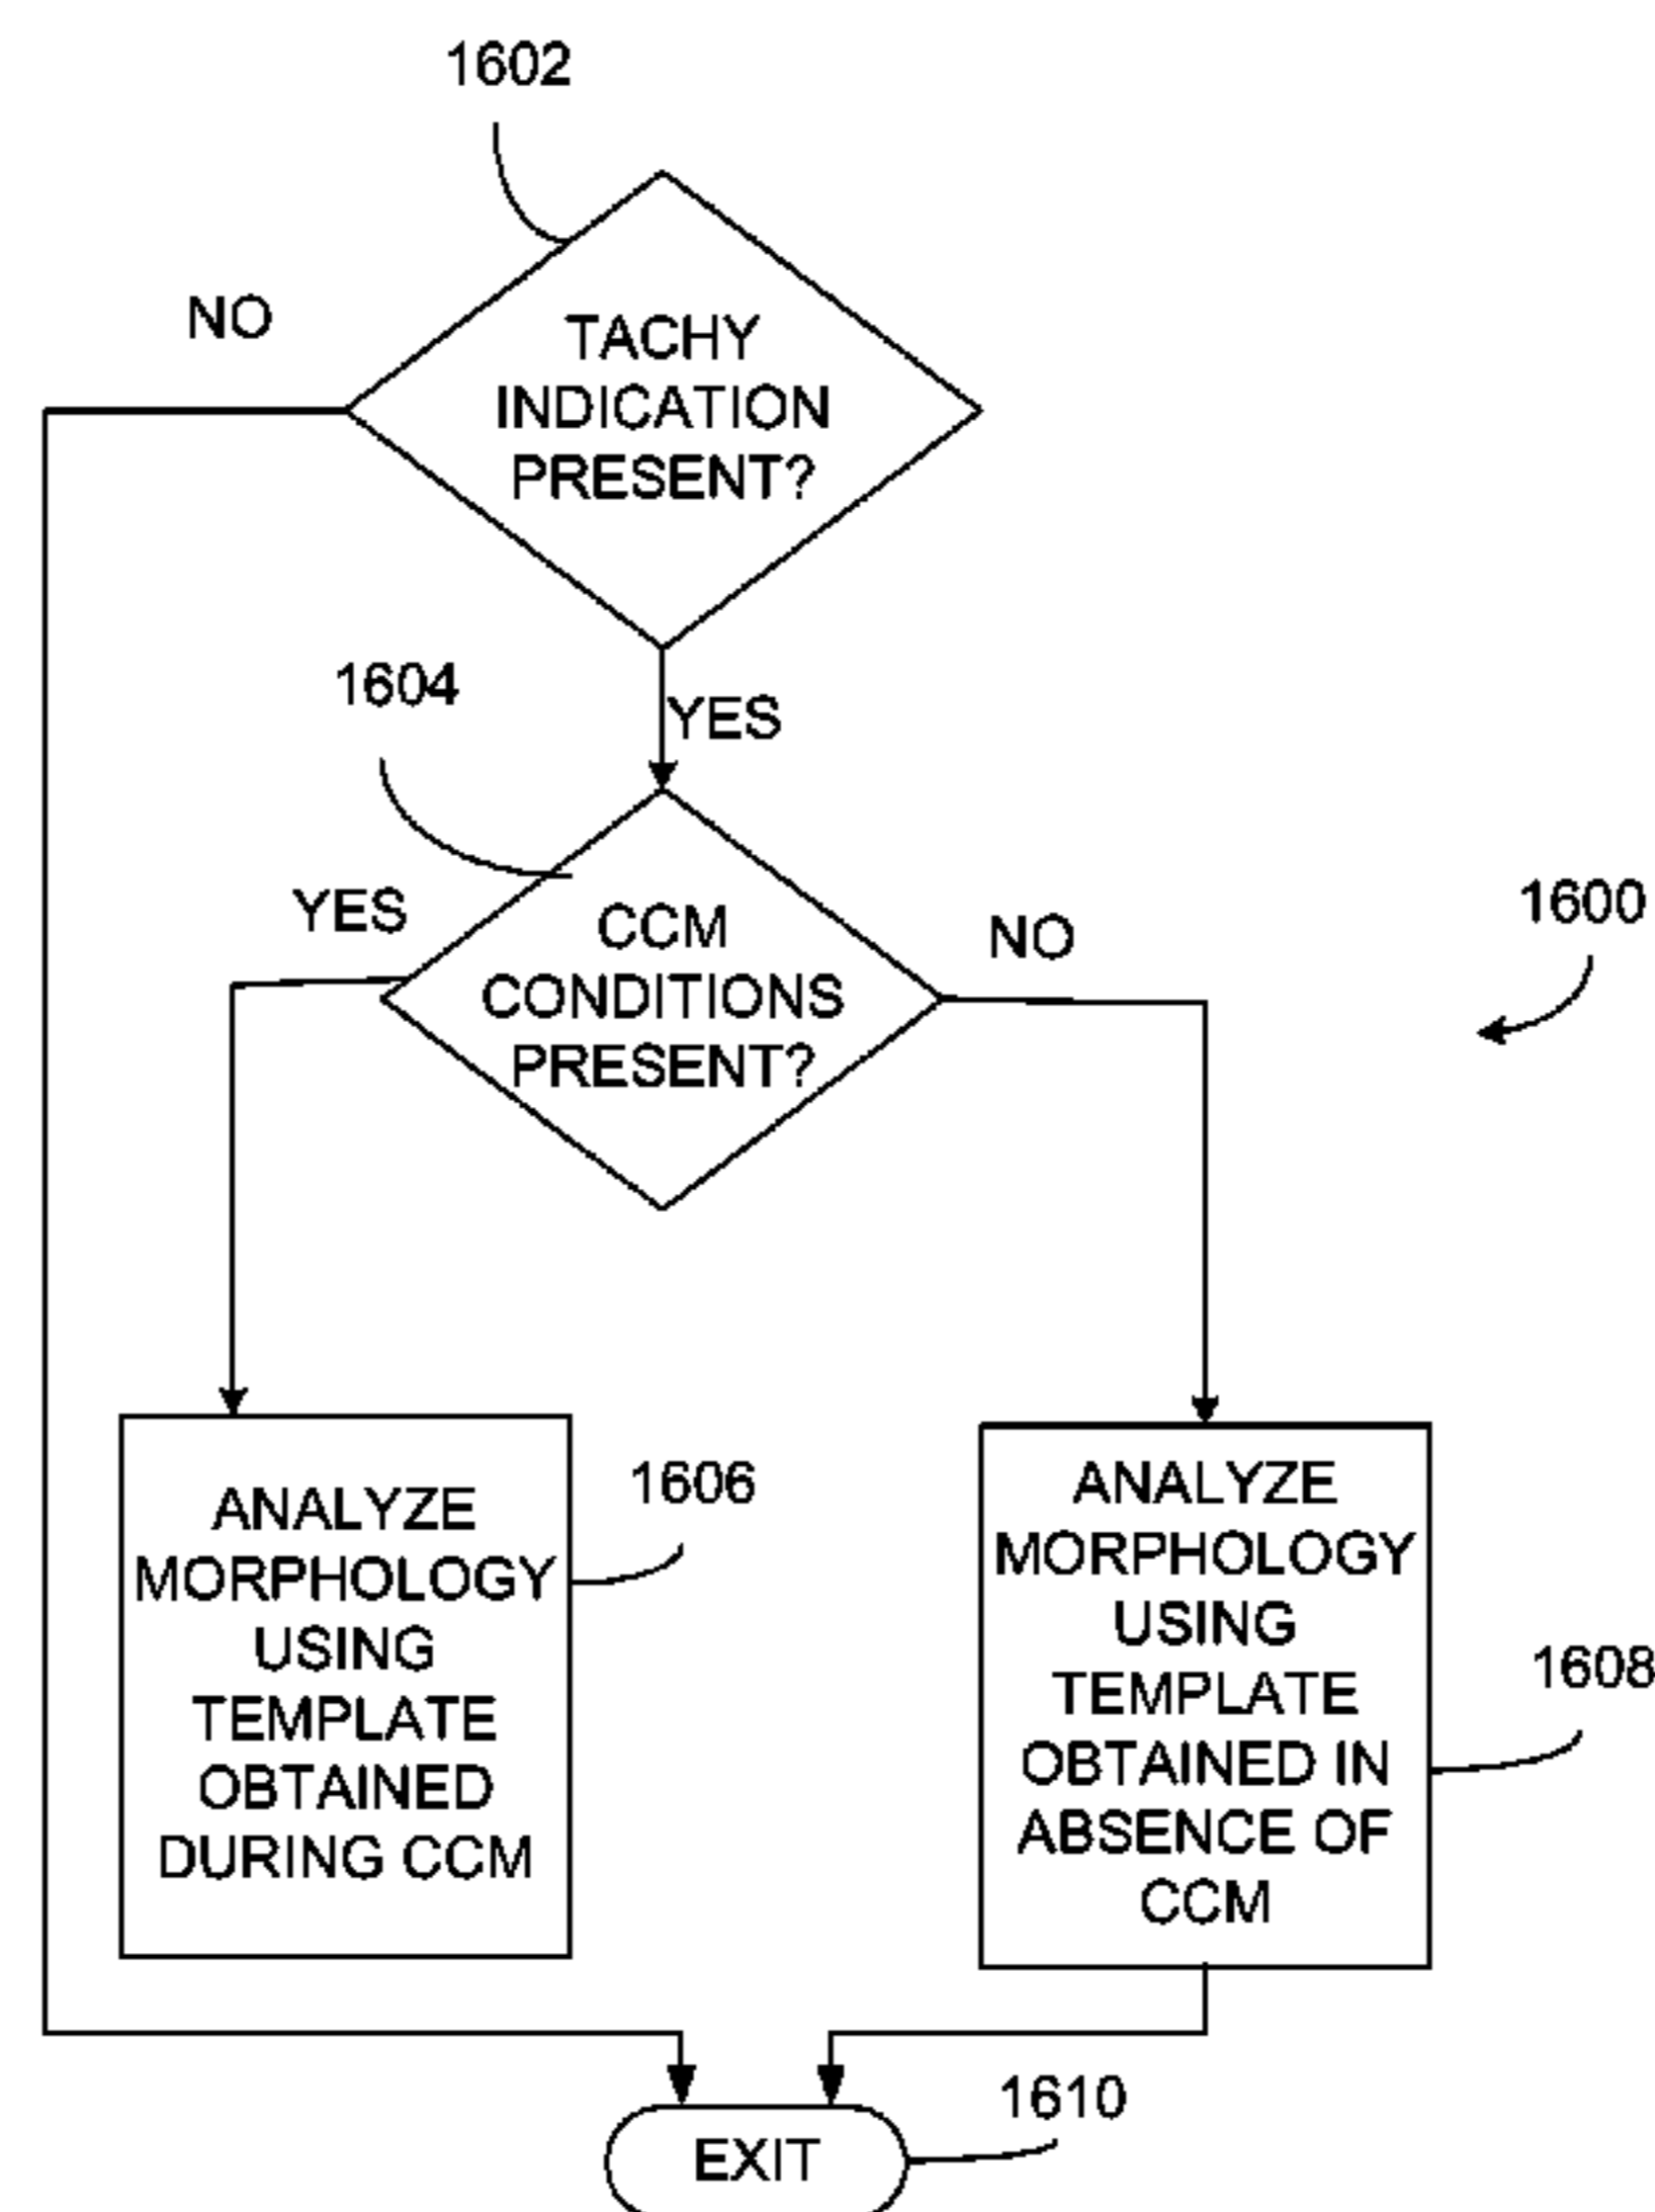 1602
NO
TACHY
INDICATION
PRESENT?
1604
YES
YES
CCM
CONDITIONS
PRESENT?
NO
1600
ANALYZE
MORPHOLOGY
USING
TEMPLATE
OBTAINED
DURING CCM
1606
ANALYZE
MORPHOLOGY
USING
TEMPLATE
OBTAINED IN
ABSENCE OF
CCM
1608
1610
EXIT